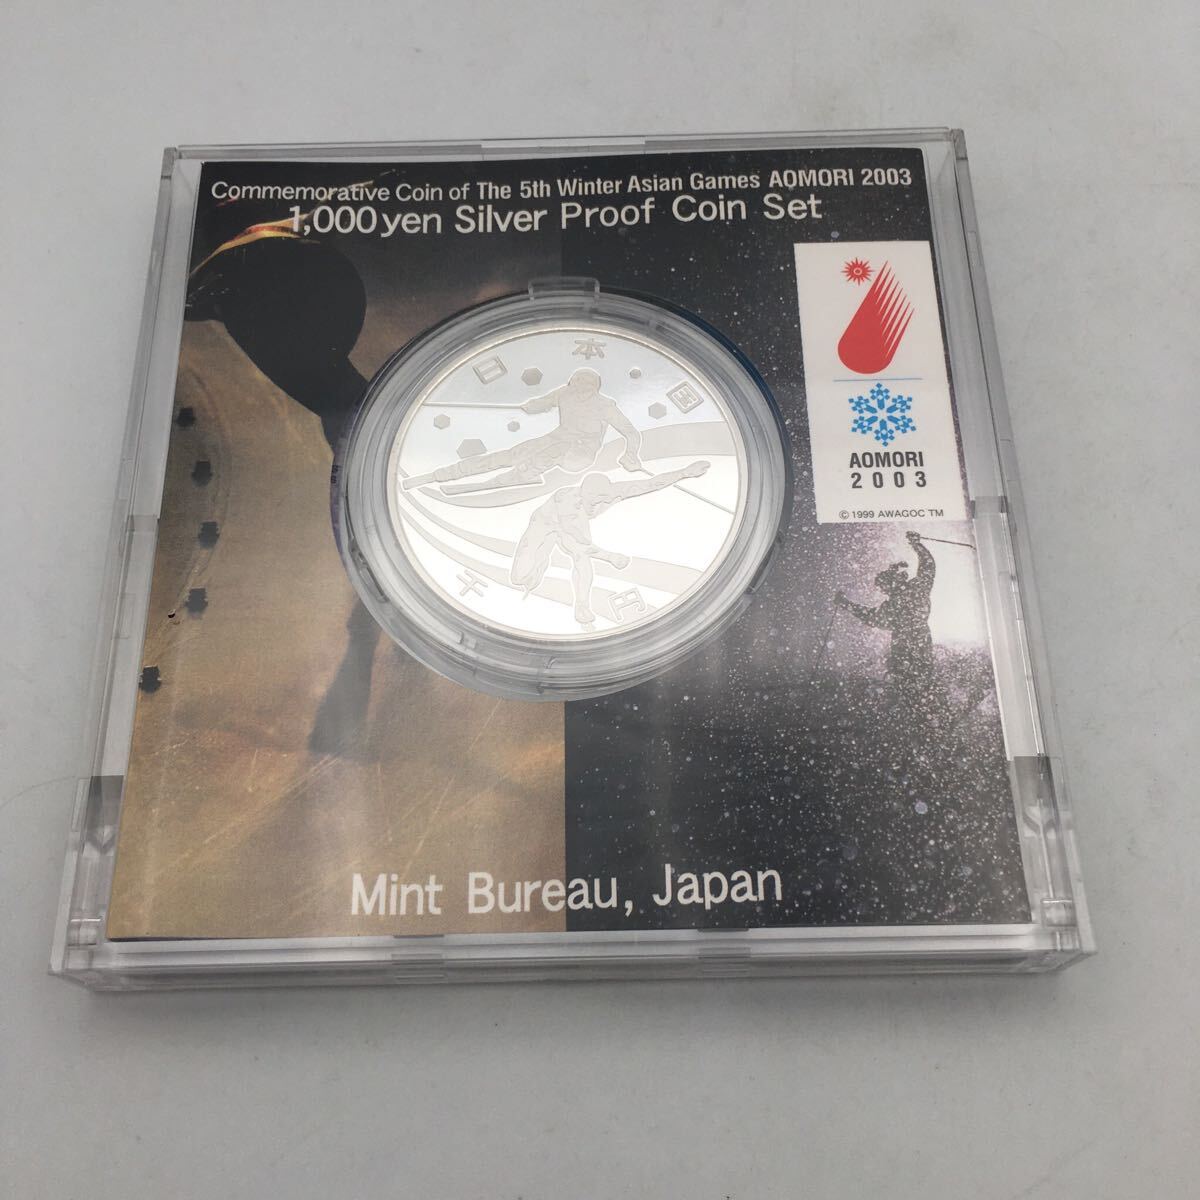 Commemorative Coin of The 5th Winter Asian Games AOMORI 2003
1,000yen Silver Proof Coin Set
日本国
千円
AOMORI
2003
© 1999 AWAGOC TM
Mint Bureau, Japan